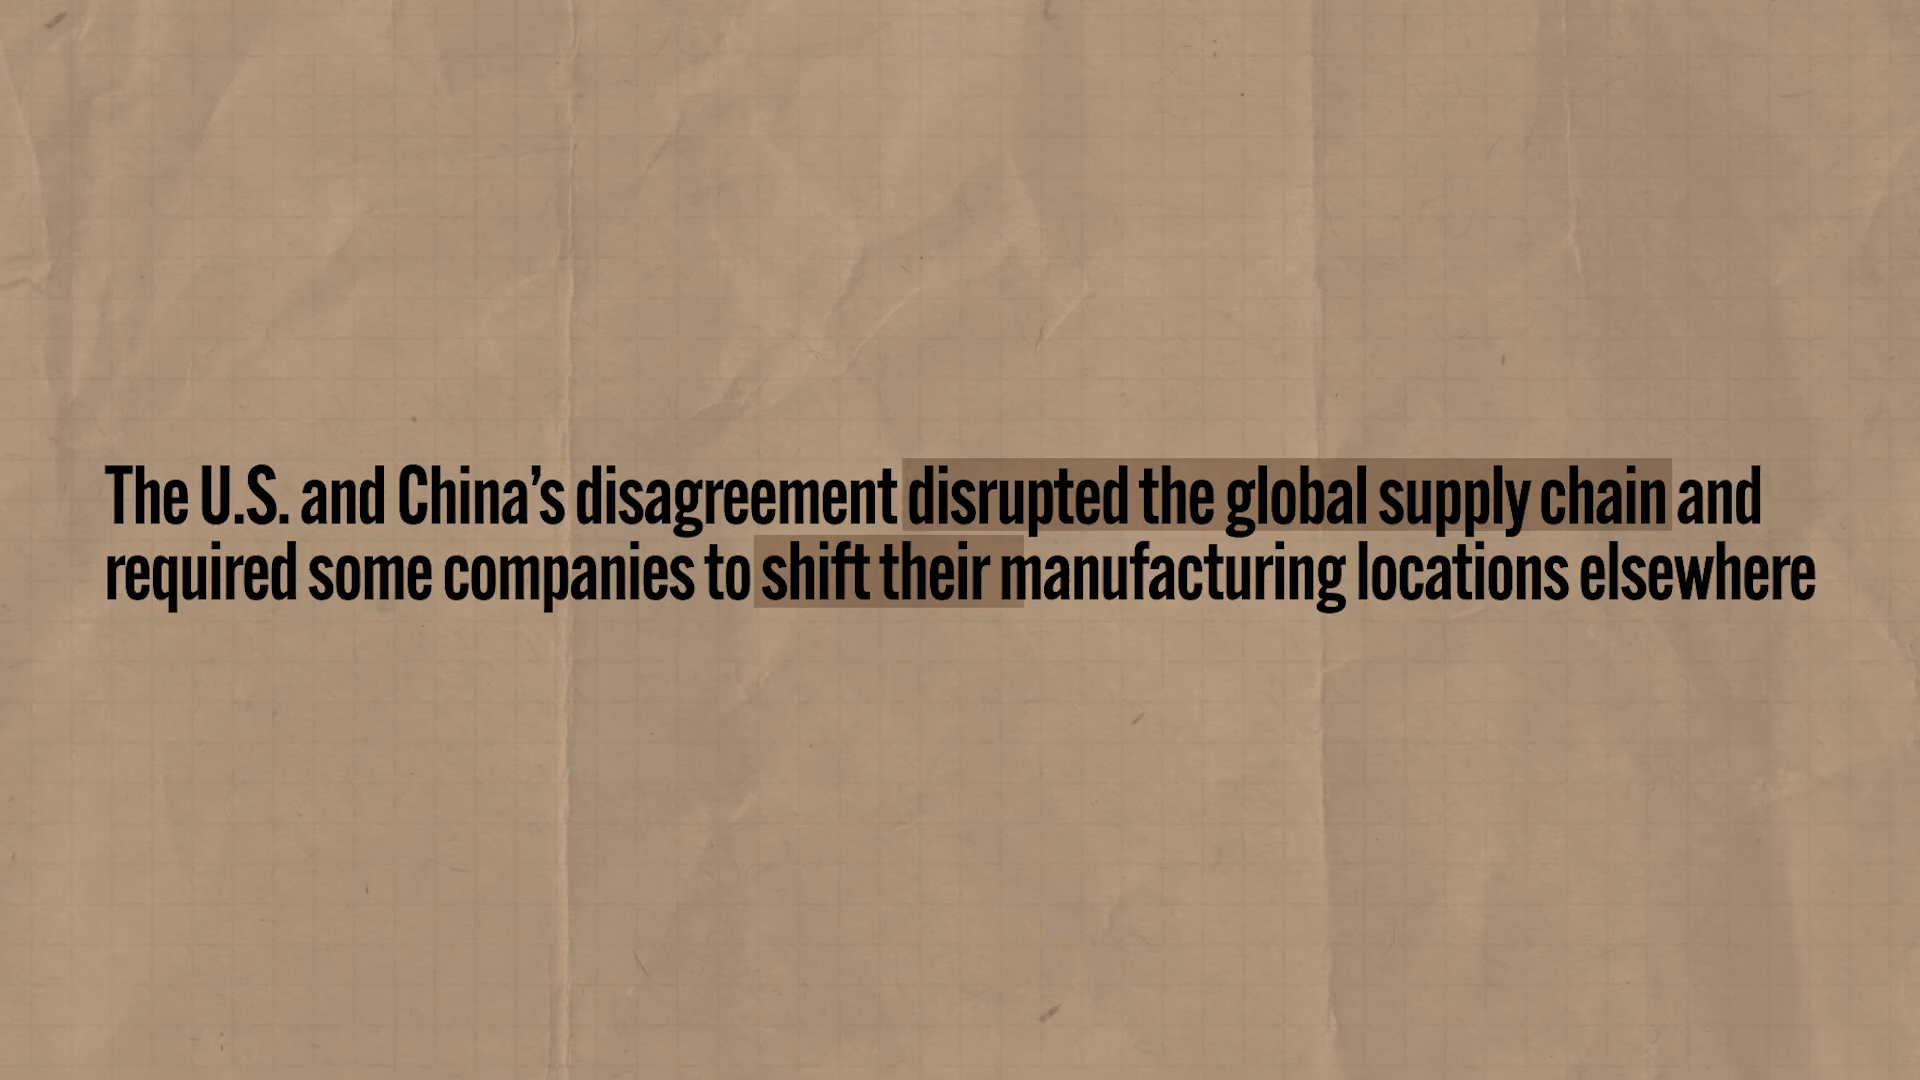 The U.S. and China’s disagreement disrupted the global supply chain and
required some companies to shift their manufacturing locations elsewhere